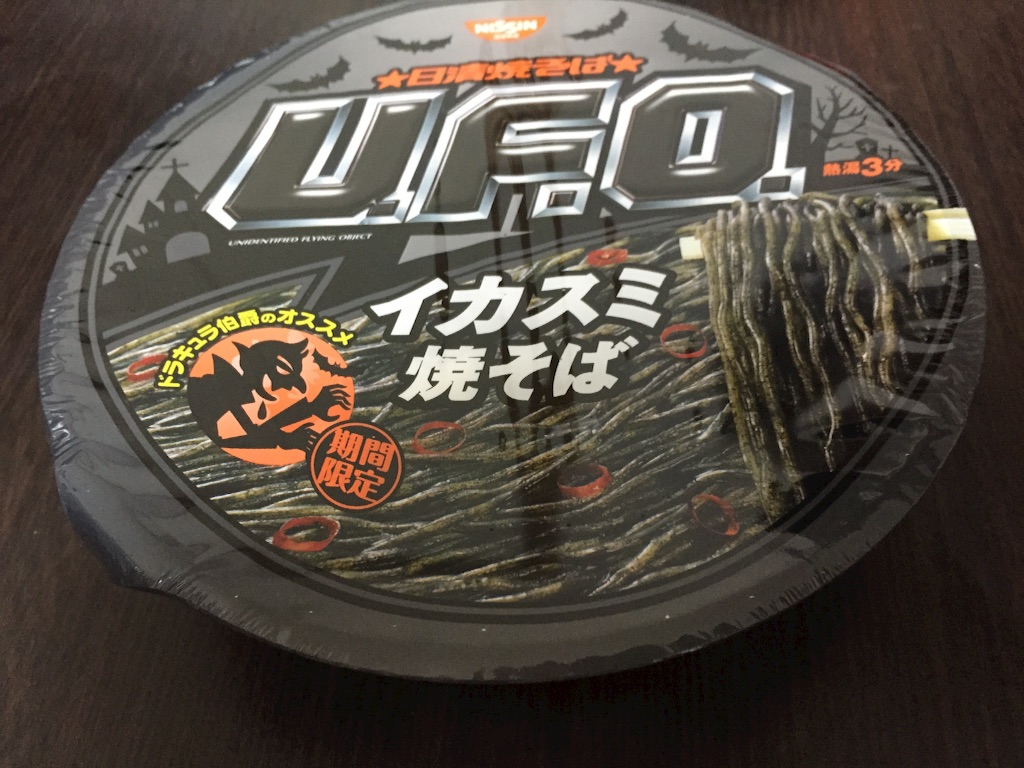 NISSIN
★日清焼そば★
U.F.O.
熱湯3分
UNIDENTIFIED FLYING OBJECT
イカスミ
焼そば
ドラキュラ伯爵のオススメ
期間
限定